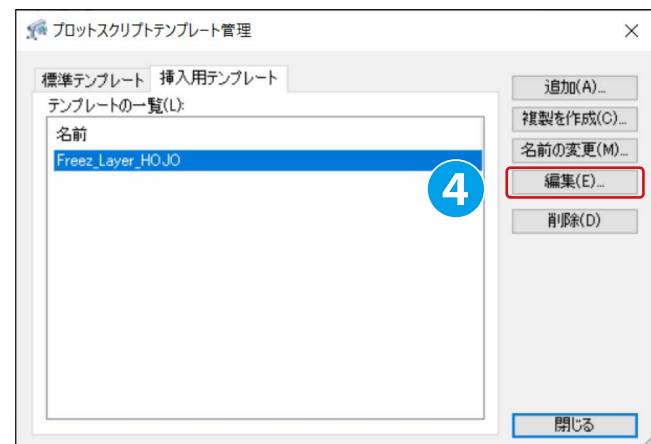 プロットスクリプトテンプレート管理
標準テンプレート 挿入用テンプレート
テンプレートの一覧(L):
名前
Freez_Layer_HOJO
4
追加(A)...
複製を作成(C)...
名前の変更(M)...
編集(E)...
削除(D)
閉じる